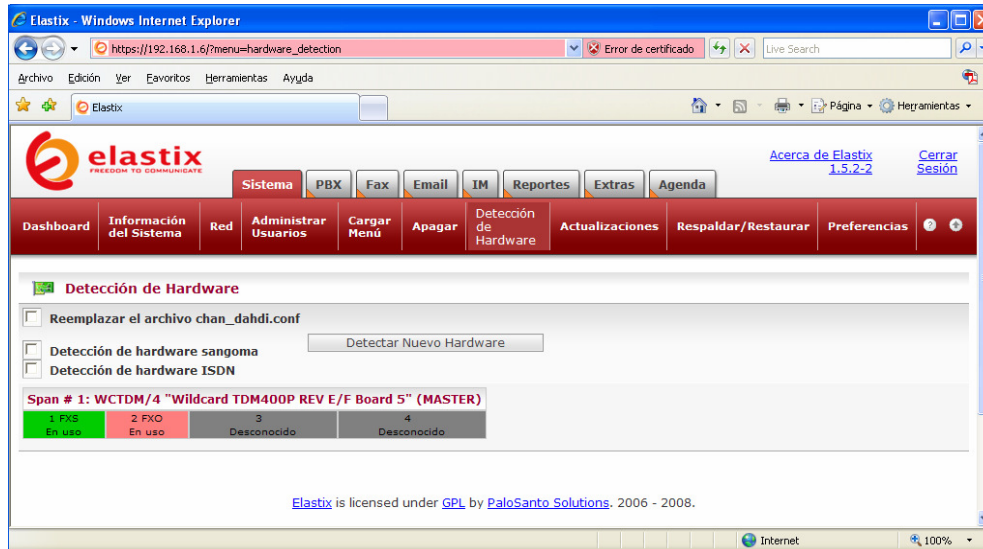 Elastix - Windows Internet Explorer
https://192.168.1.6/?menu=hardware_detection
Error de certificado
Live Search
Archivo Edición Ver Favoritos Herramientas Ayuda
Elastix
Página
Herramientas
elastix
FREEDOM TO COMMUNICATE
Acerca de Elastix 1.5.2-2
Cerrar Sesión
Sistema PBX Fax Email IM Reportes Extras Agenda
Dashboard
Información del Sistema
Red
Administrar Usuarios
Cargar Menú
Apagar
Detección de Hardware
Actualizaciones
Respaldar/Restaurar
Preferencias
Detección de Hardware
Reemplazar el archivo chan_dahdi.conf
Detectar Nuevo Hardware
Detección de hardware sangoma
Detección de hardware ISDN
Span # 1: WCTDM/4 "Wildcard TDM400P REV E/F Board 5" (MASTER)
1 FXS 2 FXO 3 4
En uso En uso Desconocido Desconocido
Elastix is licensed under GPL by PaloSanto Solutions. 2006 - 2008.
Internet
100%